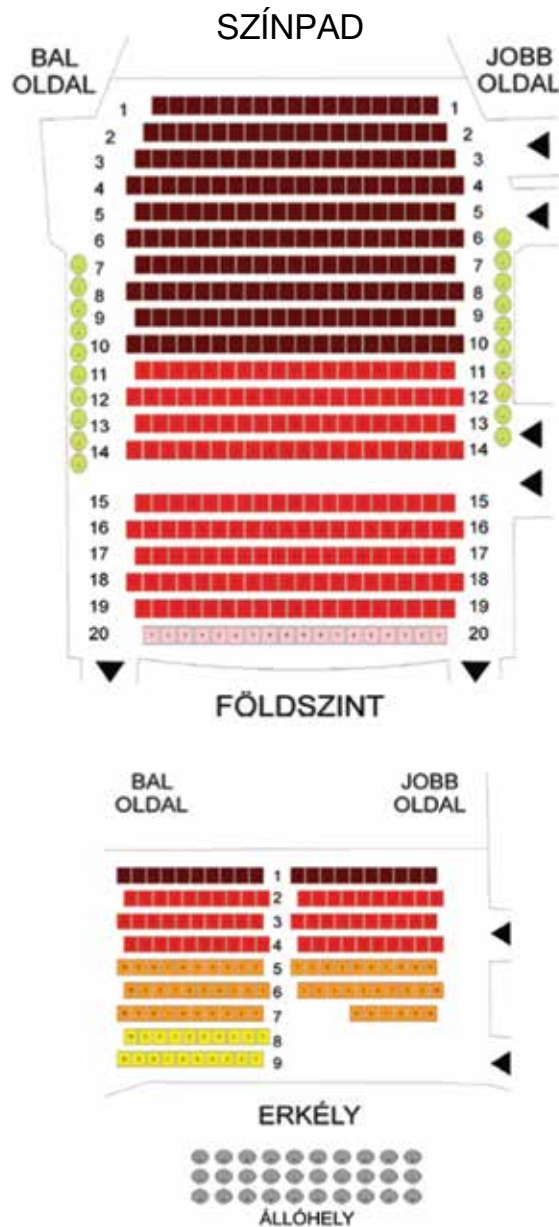 SZÍNPAD
BAL
OLDAL
JOBB
OLDAL
1 1
2 2
3 3
4 4
5 5
6 6
7 7
8 8
9 9
10 10
11 11
12 12
13 13
14 14
15 15
16 16
17 17
18 18
19 19
20 20
FÖLDSZINT
BAL
OLDAL
JOBB
OLDAL
1
2
3
4
5
6
7
8
9
ERKÉLY
ÁLLÓHELY